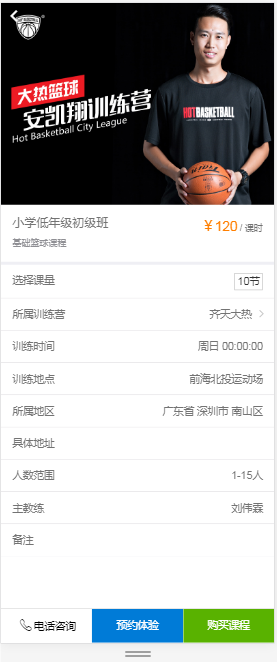 HOT BASKETBALL
大热篮球
安凯翔训练营
Hot Basketball City League
HOTBASKETBALL
小学低年级初级班
¥120 / 课时
基础篮球课程
选择课量 10节
所属训练营 齐天大热
训练时间 周日 00:00:00
训练地点 前海北投运动场
所属地区 广东省 深圳市 南山区
具体地址
人数范围 1-15人
主教练 刘伟霖
备注
电话咨询 预约体验 购买课程